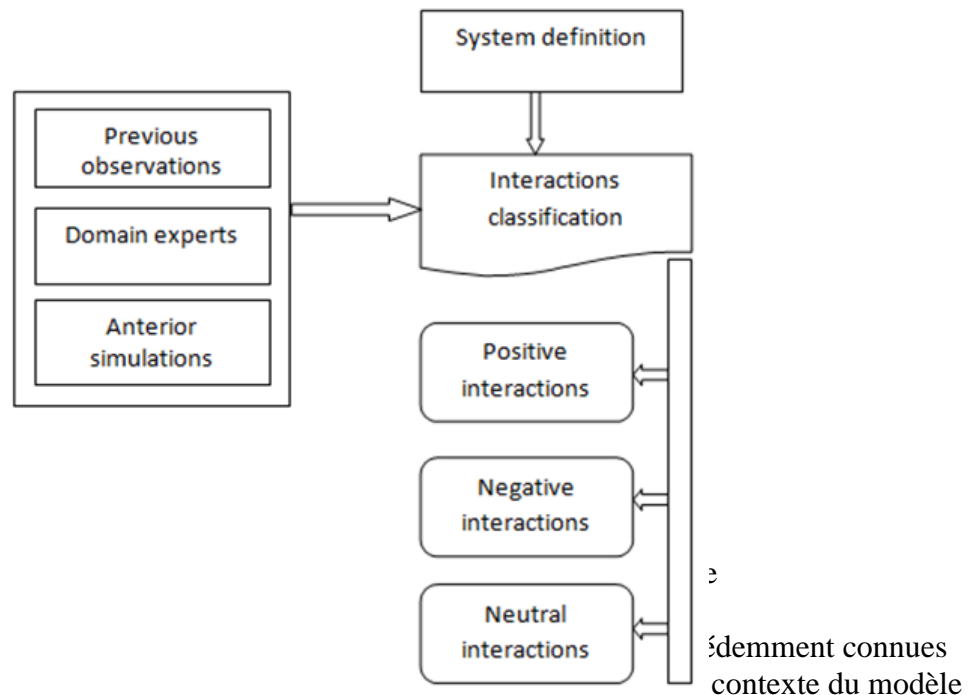 System definition
Previous
observations
Domain experts
Anterior
simulations
Interactions
classification
Positive
interactions
Negative
interactions
Neutral
interactions
connues
contexte du modèle